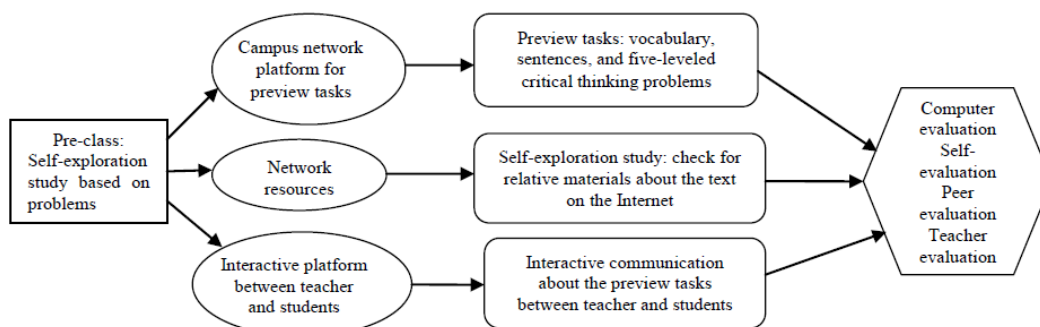 Pre-class:
Self-exploration
study based on
problems
Campus network
platform for
preview tasks
Preview tasks: vocabulary,
sentences, and five-leveled
critical thinking problems
Network
resources
Self-exploration study: check for
relative materials about the text
on the Internet
Interactive platform
between teacher
and students
Interactive communication
about the preview tasks
between teacher and students
Computer
evaluation
Self-
evaluation
Peer
evaluation
Teacher
evaluation